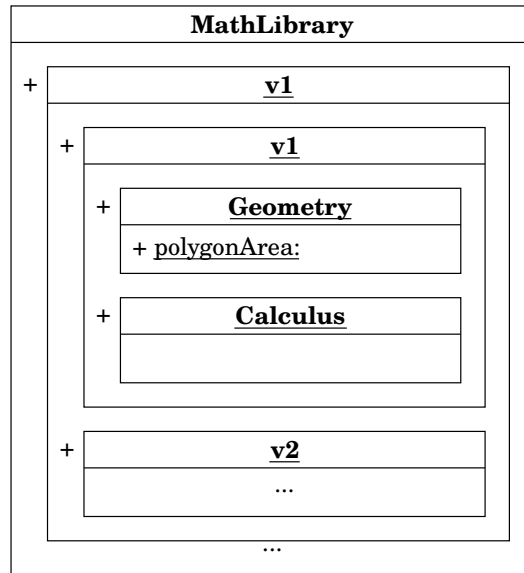 MathLibrary
+ v1
+ v1
+ Geometry
+ polygonArea:
+ Calculus
+ v2
...
...